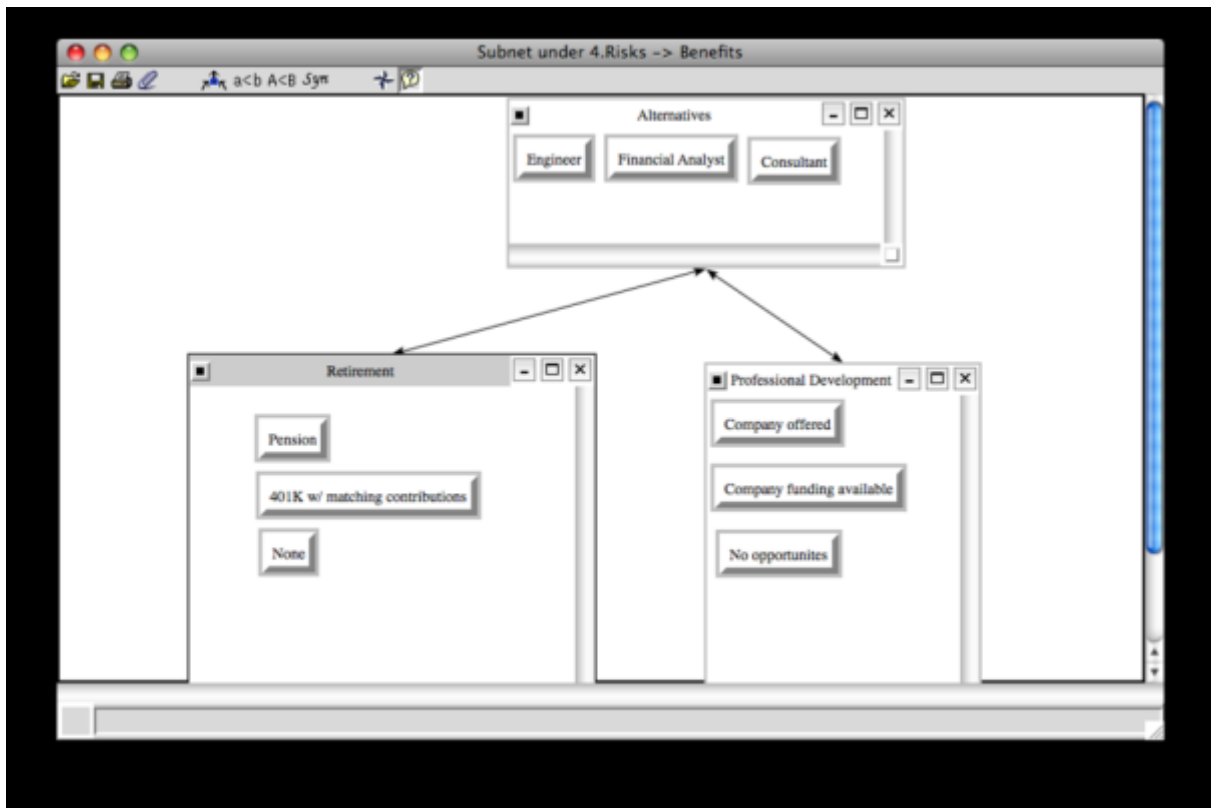 Subnet under 4.Risks -> Benefits
a<b A<B Sym
Alternatives
Engineer Financial Analyst Consultant
Retirement
Pension
401K w/ matching contributions
None
Professional Development
Company offered
Company funding available
No opportunites